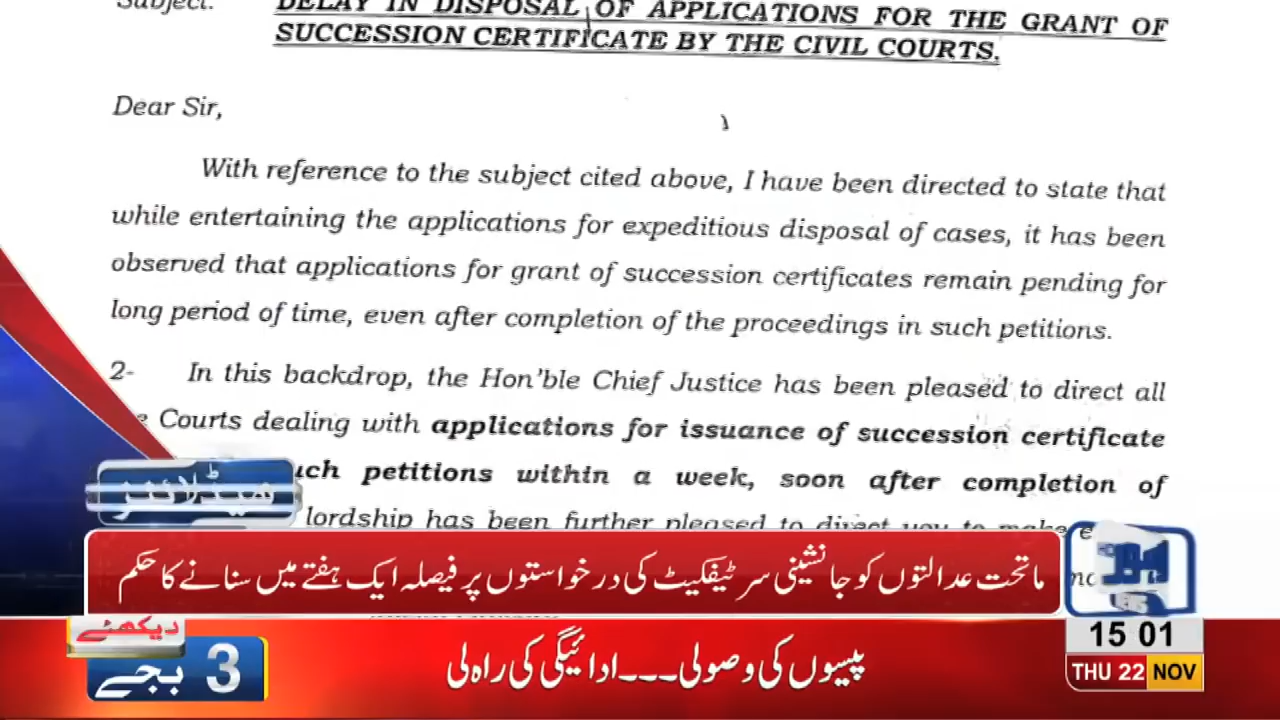 Subject:
DELAY IN DISPOSAL OF APPLICATIONS FOR THE GRANT OF
SUCCESSION CERTIFICATE BY THE CIVIL COURTS.
Dear Sir,
With reference to the subject cited above, I have been directed to state that
while entertaining the applications for expeditious disposal of cases, it has been
observed that applications for grant of succession certificates remain pending for
long period of time, even after completion of the proceedings in such petitions.
2- In this backdrop, the Hon'ble Chief Justice has been pleased to direct all
Courts dealing with applications for issuance of succession certificate
petitions within a week, soon after completion of
lordship has been further pleased to direct you to
ہیڈلائنز
ماتحت عدالتوں کو جانشینی سرٹیفکیٹ کی درخواستوں پر فیصلہ ایک ہفتے میں سنانے کا حکم
دیکھئے
3 بجے
پیسوں کی وصولی۔۔۔ادائیگی کی راہ لی
15 01
THU 22 NOV